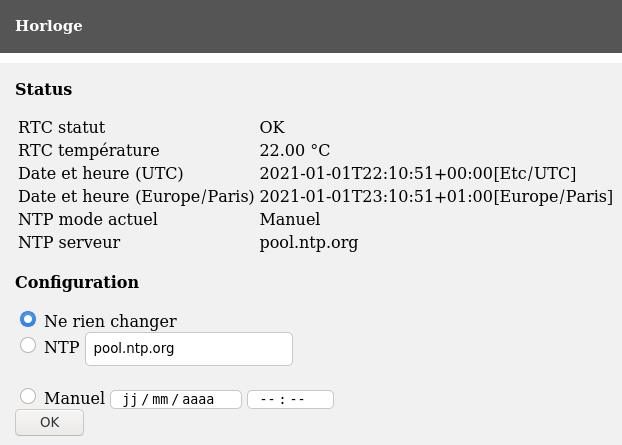 Horloge
Status
RTC statut OK
RTC température 22.00 °C
Date et heure (UTC) 2021-01-01T22:10:51+00:00[Etc/UTC]
Date et heure (Europe/Paris) 2021-01-01T23:10:51+01:00[Europe/Paris]
NTP mode actuel Manuel
NTP serveur pool.ntp.org
Configuration
Ne rien changer
NTP pool.ntp.org
Manuel jj/mm/aaaa --:--
OK